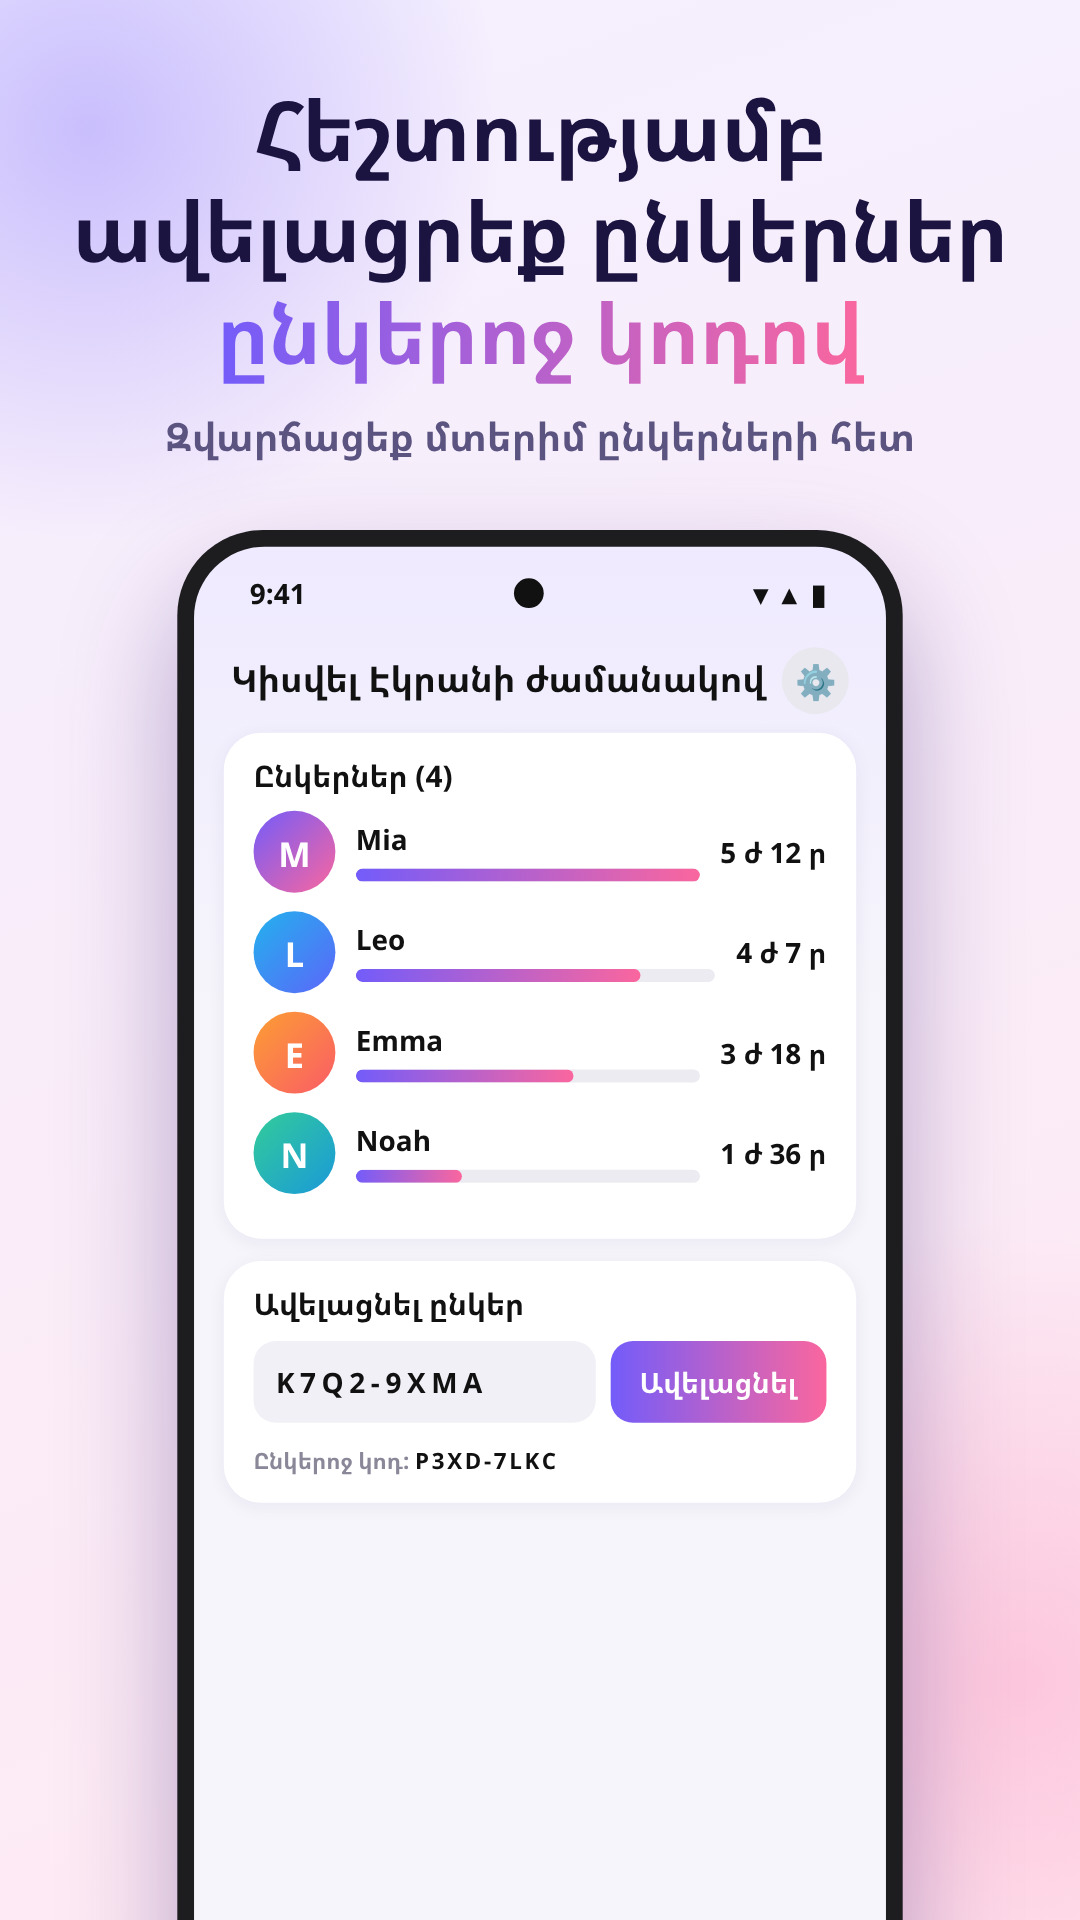 Հեշտությամբ
ավելացրեք ընկերներ
ընկերոջ կոդով
Զվարճացեք մտերիմ ընկերների հետ
9:41
Կիսվել էկրանի ժամանակով
Ընկերներ (4)
M
Mia
5 ժ 12 ր
L
Leo
4 ժ 7 ր
E
Emma
3 ժ 18 ր
N
Noah
1 ժ 36 ր
Ավելացնել ընկեր
K7Q2-9XMA
Ավելացնել
Ընկերոջ կոդ: P3XD-7LKC